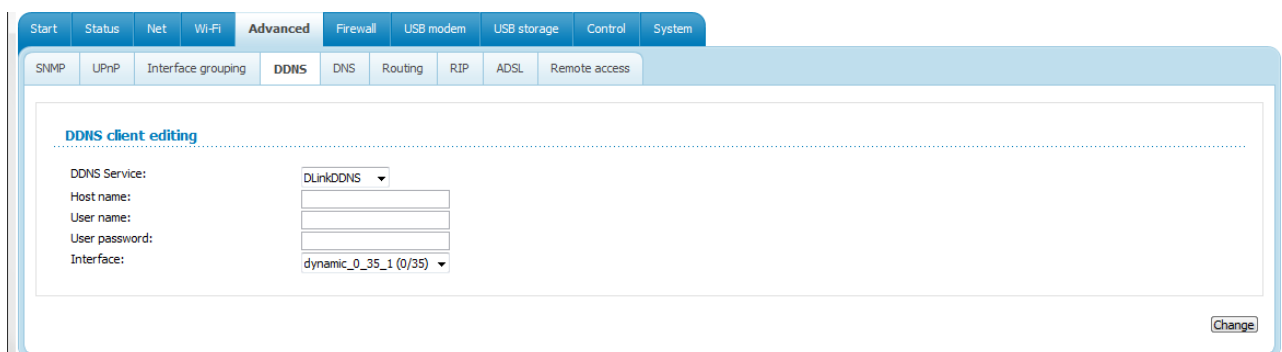 Start Status Net Wi-Fi Advanced Firewall USB modem USB storage Control System
SNMP UPnP Interface grouping DDNS DNS Routing RIP ADSL Remote access
DDNS client editing
DDNS Service: DLinkDDNS
Host name:
User name:
User password:
Interface: dynamic_0_35_1 (0/35)
Change